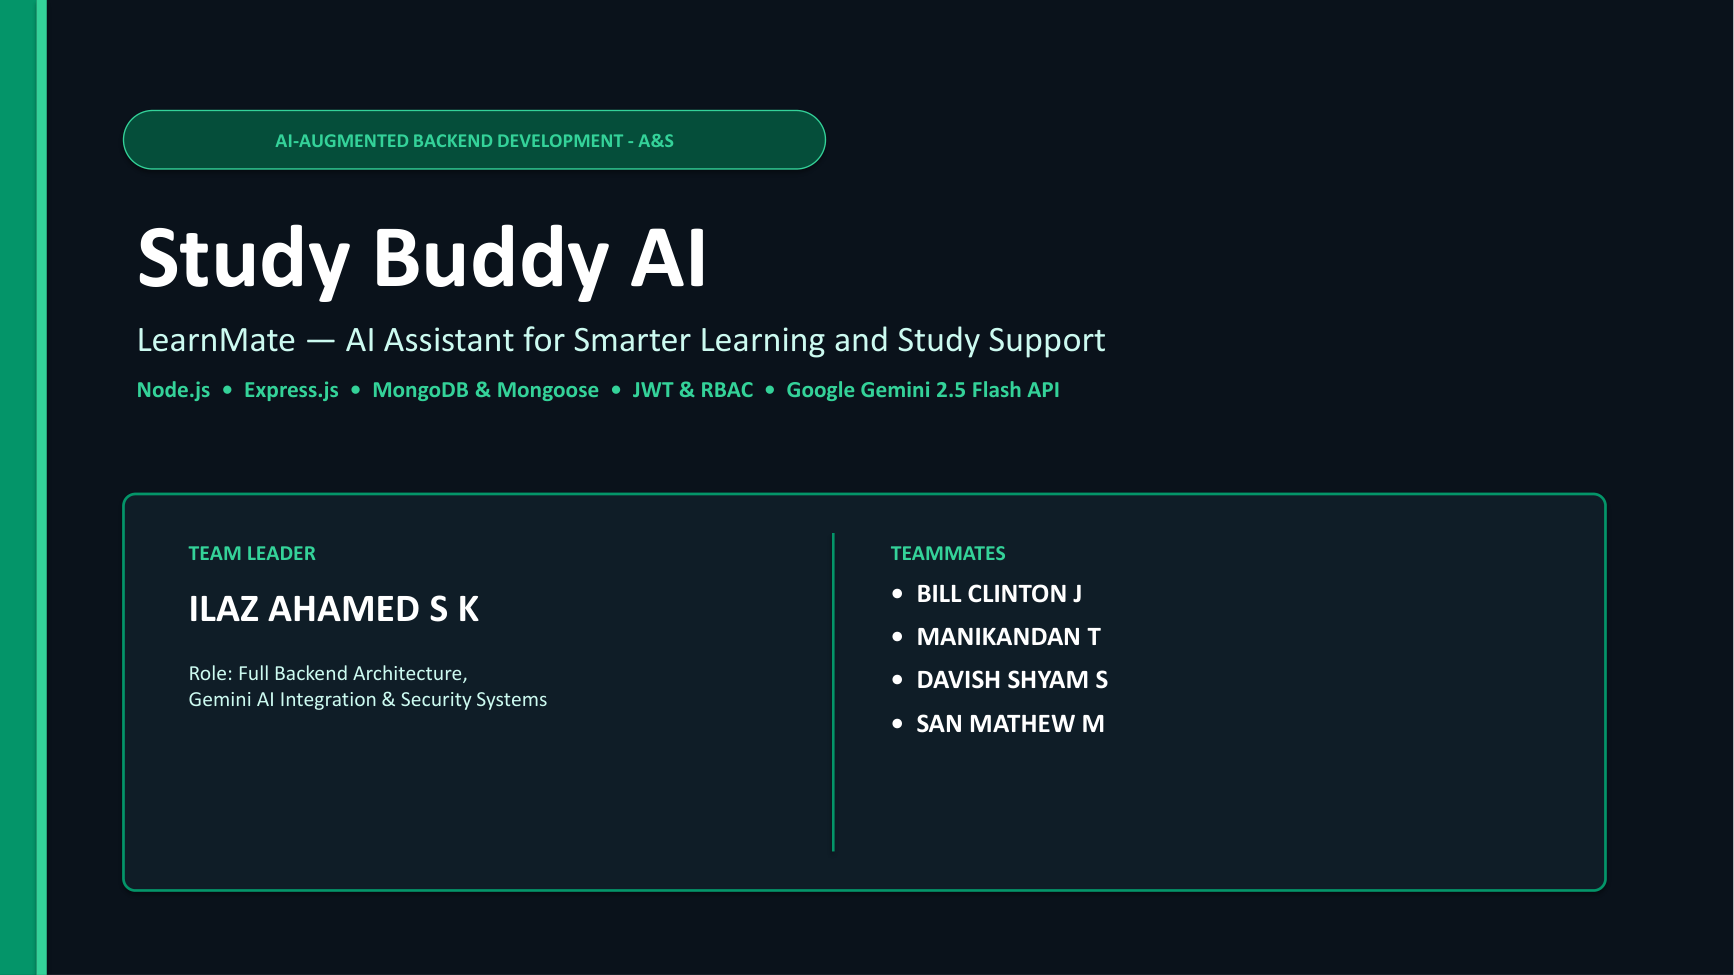 AI-AUGMENTED BACKEND DEVELOPMENT - A&S
Study Buddy AI
LearnMate — AI Assistant for Smarter Learning and Study Support
Node.js • Express.js • MongoDB & Mongoose • JWT & RBAC • Google Gemini 2.5 Flash API
TEAM LEADER
ILAZ AHAMED S K
Role: Full Backend Architecture,
Gemini AI Integration & Security Systems
TEAMMATES
• BILL CLINTON J
• MANIKANDAN T
• DAVISH SHYAM S
• SAN MATHEW M